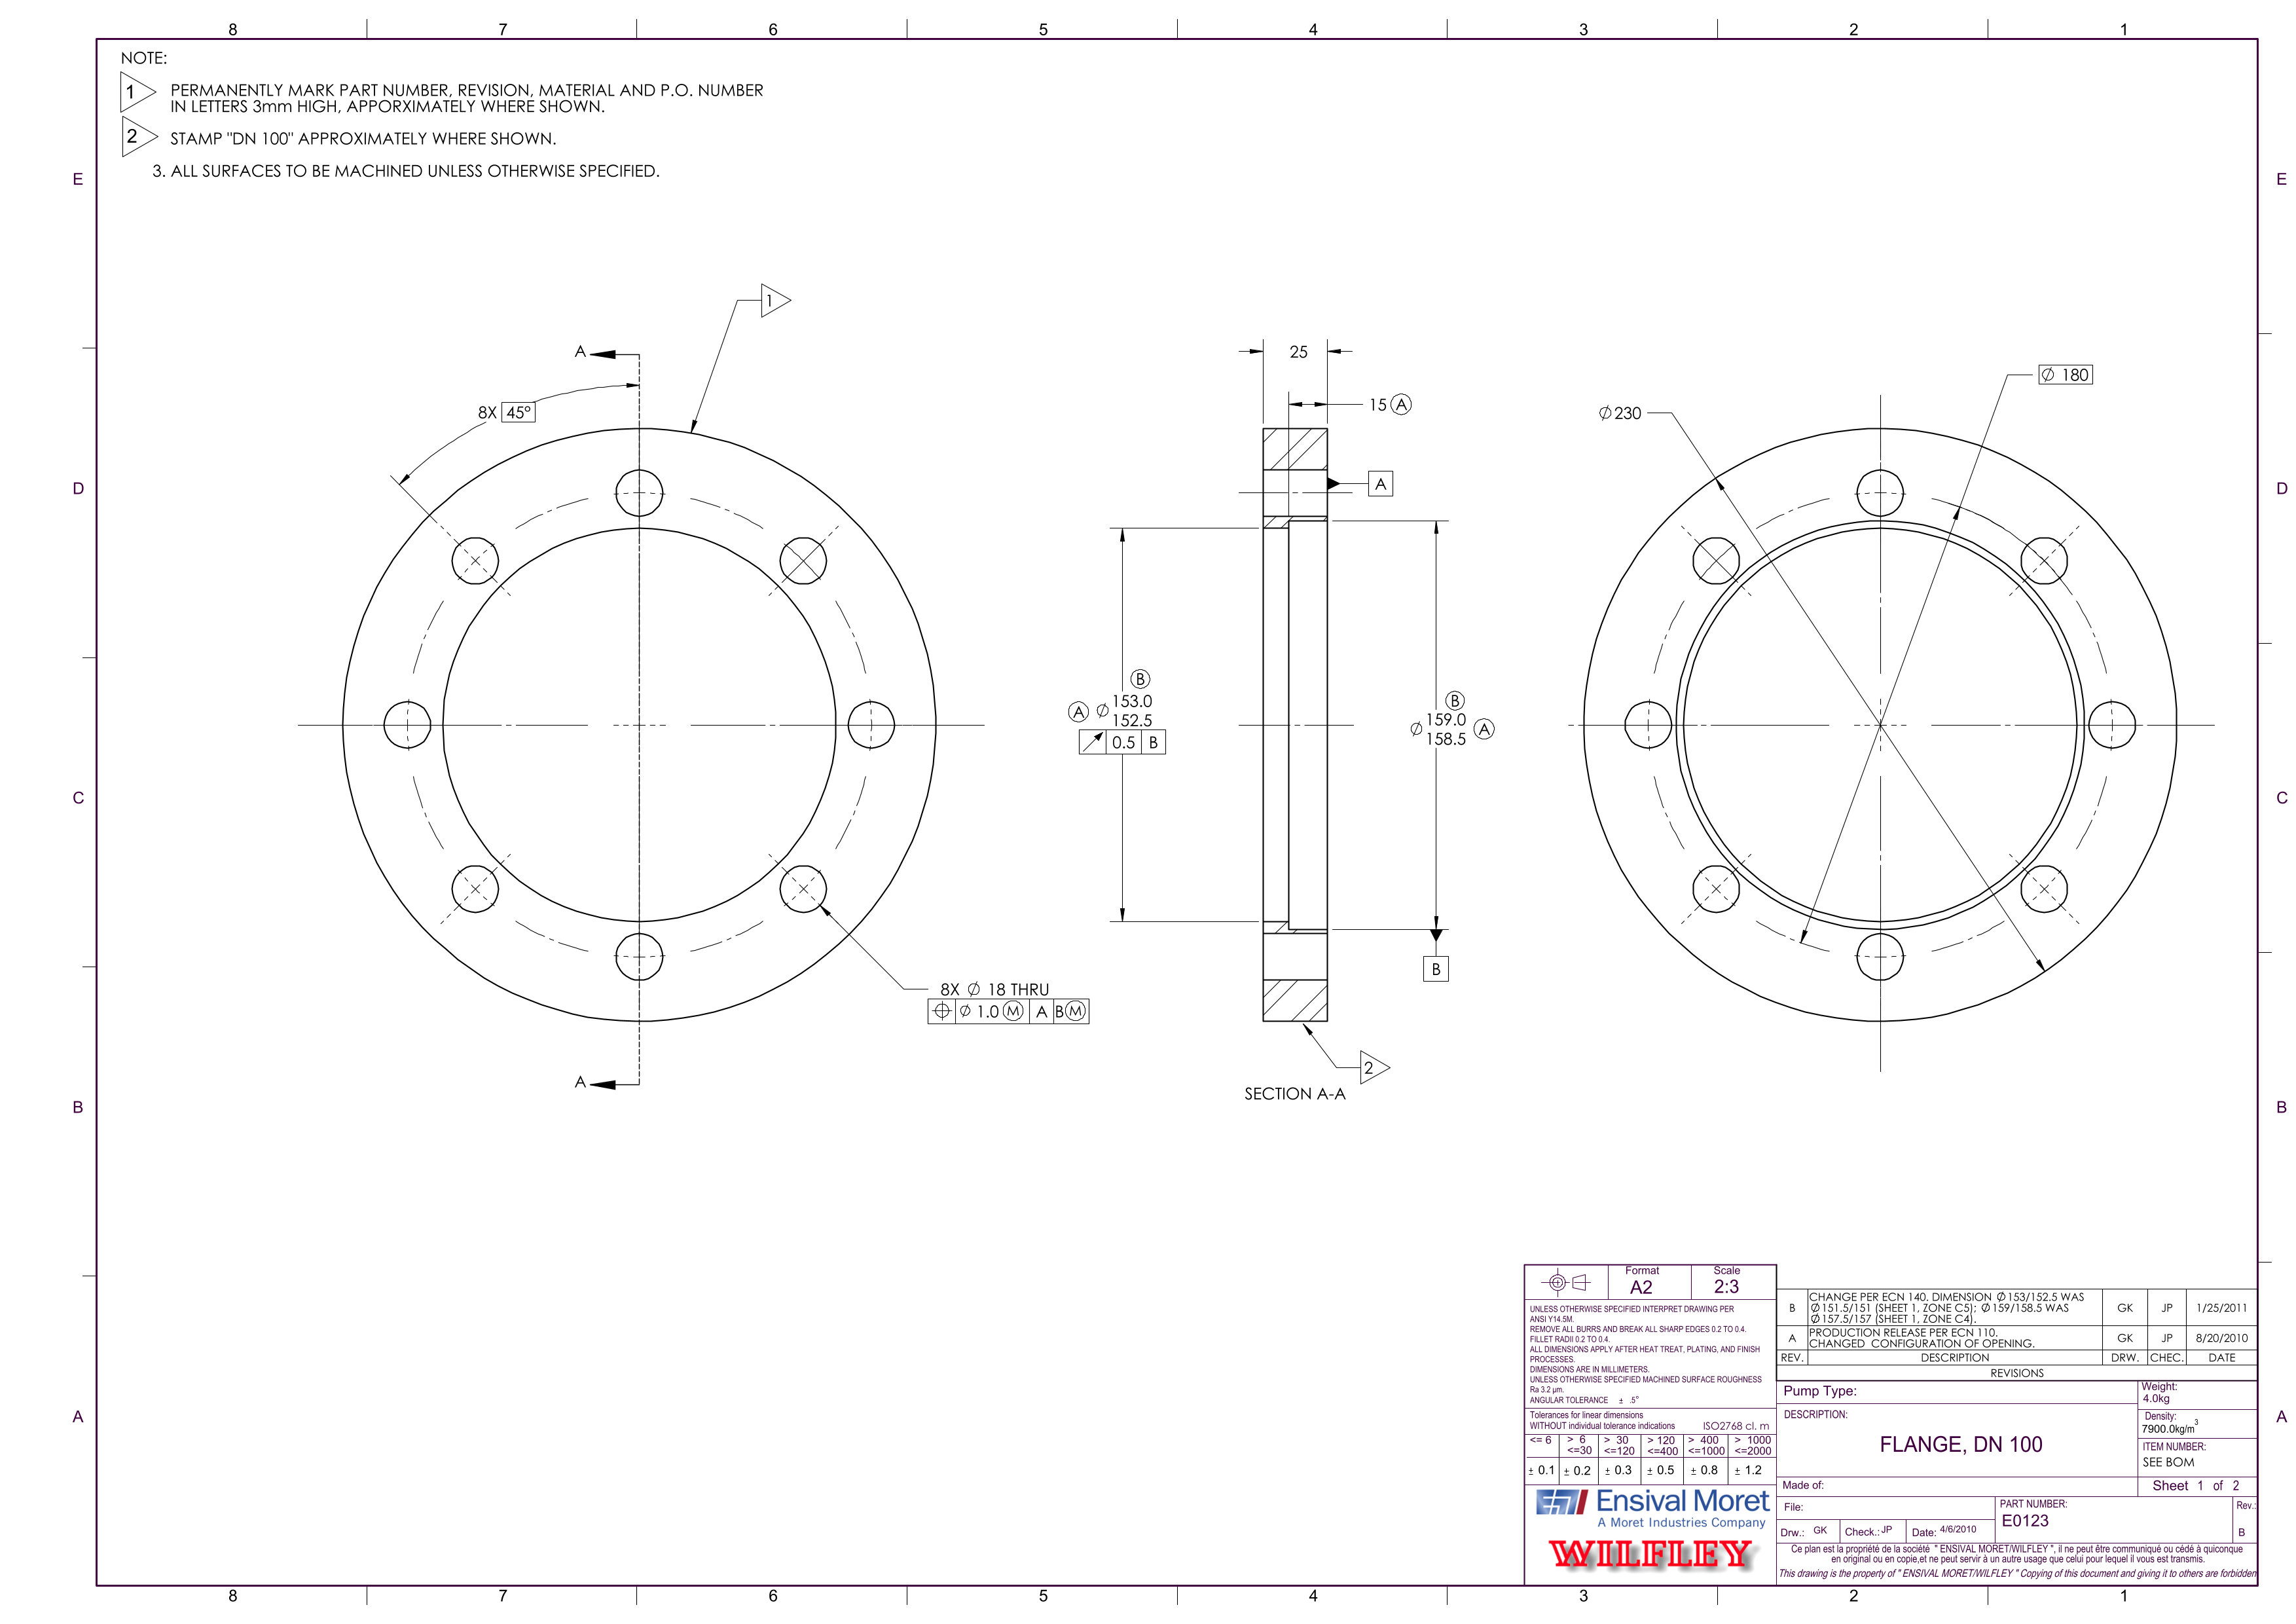 8 7 6 5 4 3 2 1
NOTE:
1 PERMANENTLY MARK PART NUMBER, REVISION, MATERIAL AND P.O. NUMBER
IN LETTERS 3mm HIGH, APPORXIMATELY WHERE SHOWN.
2 STAMP "DN 100" APPROXIMATELY WHERE SHOWN.
3. ALL SURFACES TO BE MACHINED UNLESS OTHERWISE SPECIFIED.
E E
D D
C C
B B
A A
1
A
8X 45°
A
8X Ø 18 THRU
⌖ Ø 1.0 Ⓜ A B Ⓜ
25
15 Ⓐ
A
Ⓑ
Ⓐ Ø 153.0
152.5
↗ 0.5 B
Ⓑ
Ø 159.0 Ⓐ
158.5
B
2
SECTION A-A
Ø 230
Ø 180
Format
A2
Scale
2:3
UNLESS OTHERWISE SPECIFIED INTERPRET DRAWING PER
ANSI Y14.5M.
REMOVE ALL BURRS AND BREAK ALL SHARP EDGES 0.2 TO 0.4.
FILLET RADII 0.2 TO 0.4.
ALL DIMENSIONS APPLY AFTER HEAT TREAT, PLATING, AND FINISH
PROCESSES.
DIMENSIONS ARE IN MILLIMETERS.
UNLESS OTHERWISE SPECIFIED MACHINED SURFACE ROUGHNESS
Ra 3.2 µm.
ANGULAR TOLERANCE ± .5°
Tolerances for linear dimensions
WITHOUT individual tolerance indications ISO2768 cl. m
<= 6 > 6 > 30 > 120 > 400 > 1000
<=30 <=120 <=400 <=1000 <=2000
± 0.1 ± 0.2 ± 0.3 ± 0.5 ± 0.8 ± 1.2
Ensival Moret
A Moret Industries Company
WILFLEY
B CHANGE PER ECN 140. DIMENSION Ø153/152.5 WAS
Ø151.5/151 (SHEET 1, ZONE C5); Ø159/158.5 WAS GK JP 1/25/2011
Ø157.5/157 (SHEET 1, ZONE C4).
A PRODUCTION RELEASE PER ECN 110.
CHANGED CONFIGURATION OF OPENING. GK JP 8/20/2010
REV. DESCRIPTION DRW. CHEC. DATE
REVISIONS
Pump Type:
Weight:
4.0kg
DESCRIPTION:
FLANGE, DN 100
Density:
7900.0kg/m3
ITEM NUMBER:
SEE BOM
Made of:
Sheet 1 of 2
File:
PART NUMBER:
E0123
Rev.:
B
Drw.: GK Check.: JP Date: 4/6/2010
Ce plan est la propriété de la société " ENSIVAL MORET/WILFLEY ", il ne peut être communiqué ou cédé à quiconque
en original ou en copie,et ne peut servir à un autre usage que celui pour lequel il vous est transmis.
This drawing is the property of " ENSIVAL MORET/WILFLEY " Copying of this document and giving it to others are forbidden
8 7 6 5 4 3 2 1